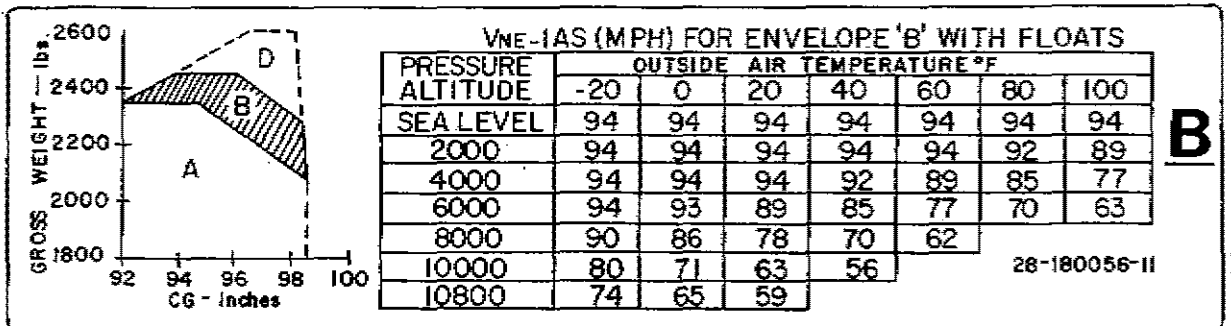 VNE-IAS (MPH) FOR ENVELOPE 'B' WITH FLOATS
PRESSURE ALTITUDE
OUTSIDE AIR TEMPERATURE °F
-20 0 20 40 60 80 100
SEA LEVEL 94 94 94 94 94 94 94
2000 94 94 94 94 94 92 89
4000 94 94 94 92 89 85 77
6000 94 93 89 85 77 70 63
8000 90 86 78 70 62
10000 80 71 63 56
10800 74 65 59
28-180056-11
B
GROSS WEIGHT — lbs.
2600
2400
2200
2000
1800
D
B
A
92 94 96 98 100
CG - Inches